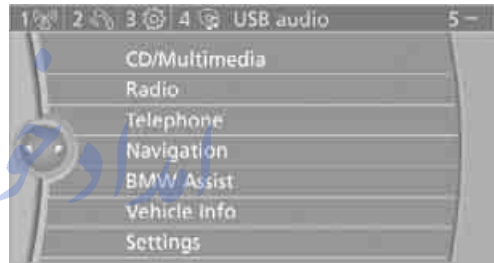 1 2 3 4 USB audio 5 -
CD/Multimedia
Radio
Telephone
Navigation
BMW Assist
Vehicle Info
Settings